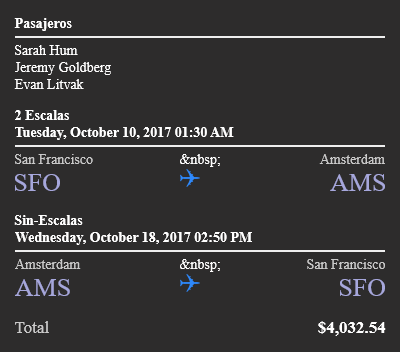 Pasajeros
Sarah Hum
Jeremy Goldberg
Evan Litvak
2 Escalas
Tuesday, October 10, 2017 01:30 AM
San Francisco &nbsp; Amsterdam
SFO AMS
Sin-Escalas
Wednesday, October 18, 2017 02:50 PM
Amsterdam &nbsp; San Francisco
AMS SFO
Total $4,032.54